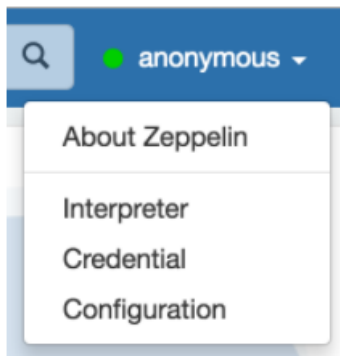 anonymous
About Zeppelin
Interpreter
Credential
Configuration